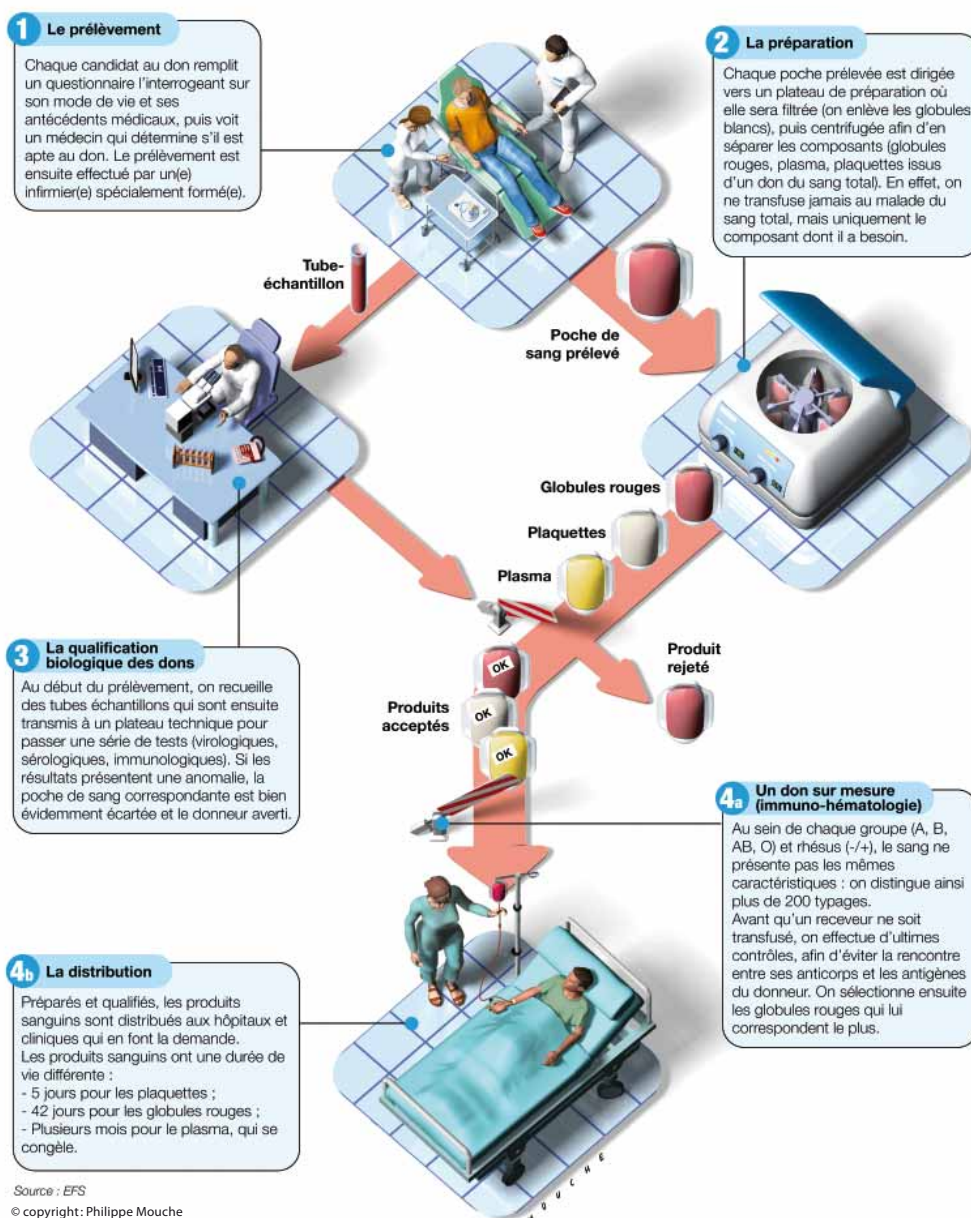 1 Le prélèvement
Chaque candidat au don remplit
un questionnaire l'interrogeant sur
son mode de vie et ses
antécédents médicaux, puis voit
un médecin qui détermine s'il est
apte au don. Le prélèvement est
ensuite effectué par un(e)
infirmier(e) spécialement formé(e).
2 La préparation
Chaque poche prélevée est dirigée
vers un plateau de préparation où
elle sera filtrée (on enlève les globules
blancs), puis centrifugée afin d'en
séparer les composants (globules
rouges, plasma, plaquettes issus
d'un don du sang total). En effet, on
ne transfuse jamais au malade du
sang total, mais uniquement le
composant dont il a besoin.
Tube-
échantillon
Poche de
sang prélevé
Globules rouges
Plaquettes
Plasma
3 La qualification
biologique des dons
Au début du prélèvement, on recueille
des tubes échantillons qui sont ensuite
transmis à un plateau technique pour
passer une série de tests (virologiques,
sérologiques, immunologiques). Si les
résultats présentent une anomalie, la
poche de sang correspondante est bien
évidemment écartée et le donneur averti.
Produit
rejeté
Produits
acceptés
OK
OK
OK
4a Un don sur mesure
(immuno-hématologie)
Au sein de chaque groupe (A, B,
AB, O) et rhésus (-/+), le sang ne
présente pas les mêmes
caractéristiques : on distingue ainsi
plus de 200 typages.
Avant qu'un receveur ne soit
transfusé, on effectue d'ultimes
contrôles, afin d'éviter la rencontre
entre ses anticorps et les antigènes
du donneur. On sélectionne ensuite
les globules rouges qui lui
correspondent le plus.
4b La distribution
Préparés et qualifiés, les produits
sanguins sont distribués aux hôpitaux et
cliniques qui en font la demande.
Les produits sanguins ont une durée de
vie différente :
- 5 jours pour les plaquettes ;
- 42 jours pour les globules rouges ;
- Plusieurs mois pour le plasma, qui se
congèle.
Source : EFS
© copyright: Philippe Mouche